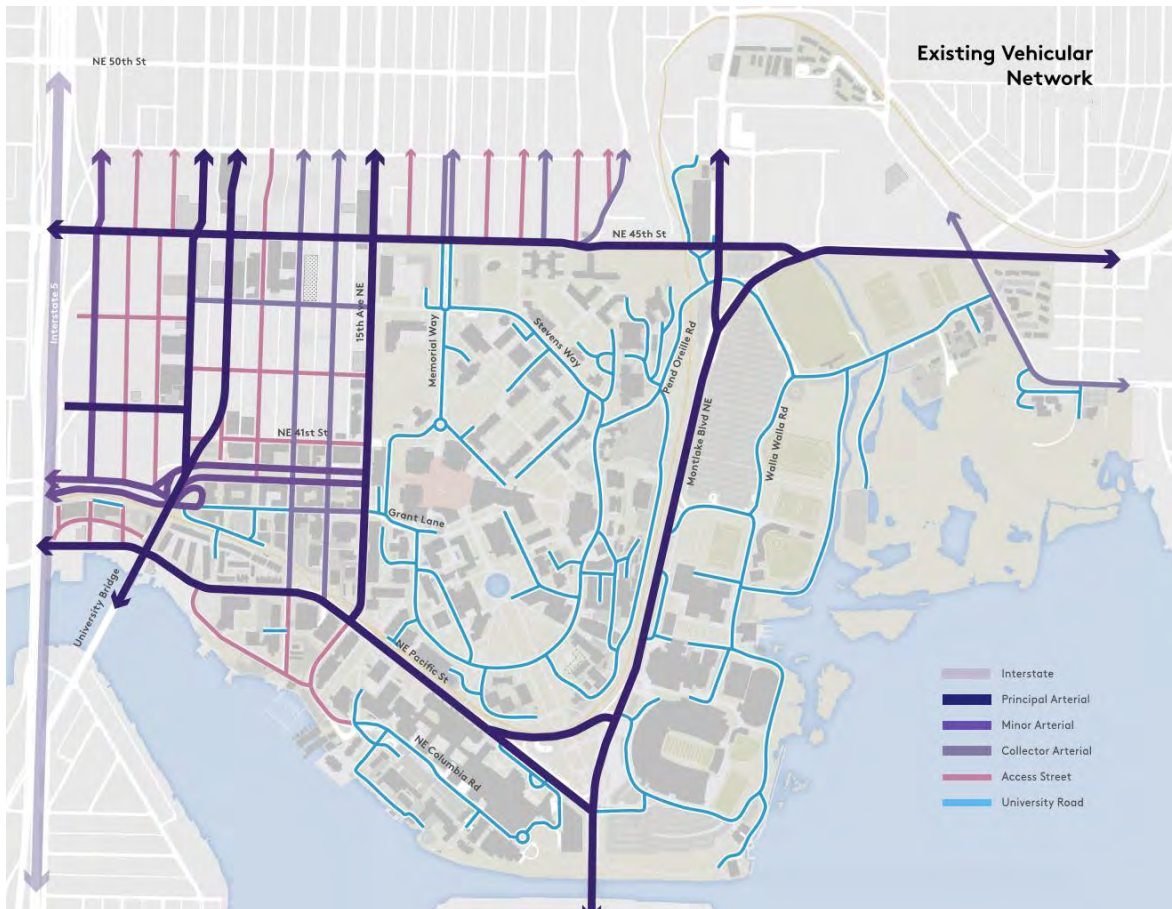 Existing Vehicular
Network
NE 50th St
NE 45th St
Interstate 5
15th Ave NE
Memorial Way
Stevens Way
Pend Oreille Rd
Montlake Blvd NE
Walla Walla Rd
NE 41st St
Grant Lane
University Bridge
NE Pacific St
NE Columbia Rd
Interstate
Principal Arterial
Minor Arterial
Collector Arterial
Access Street
University Road